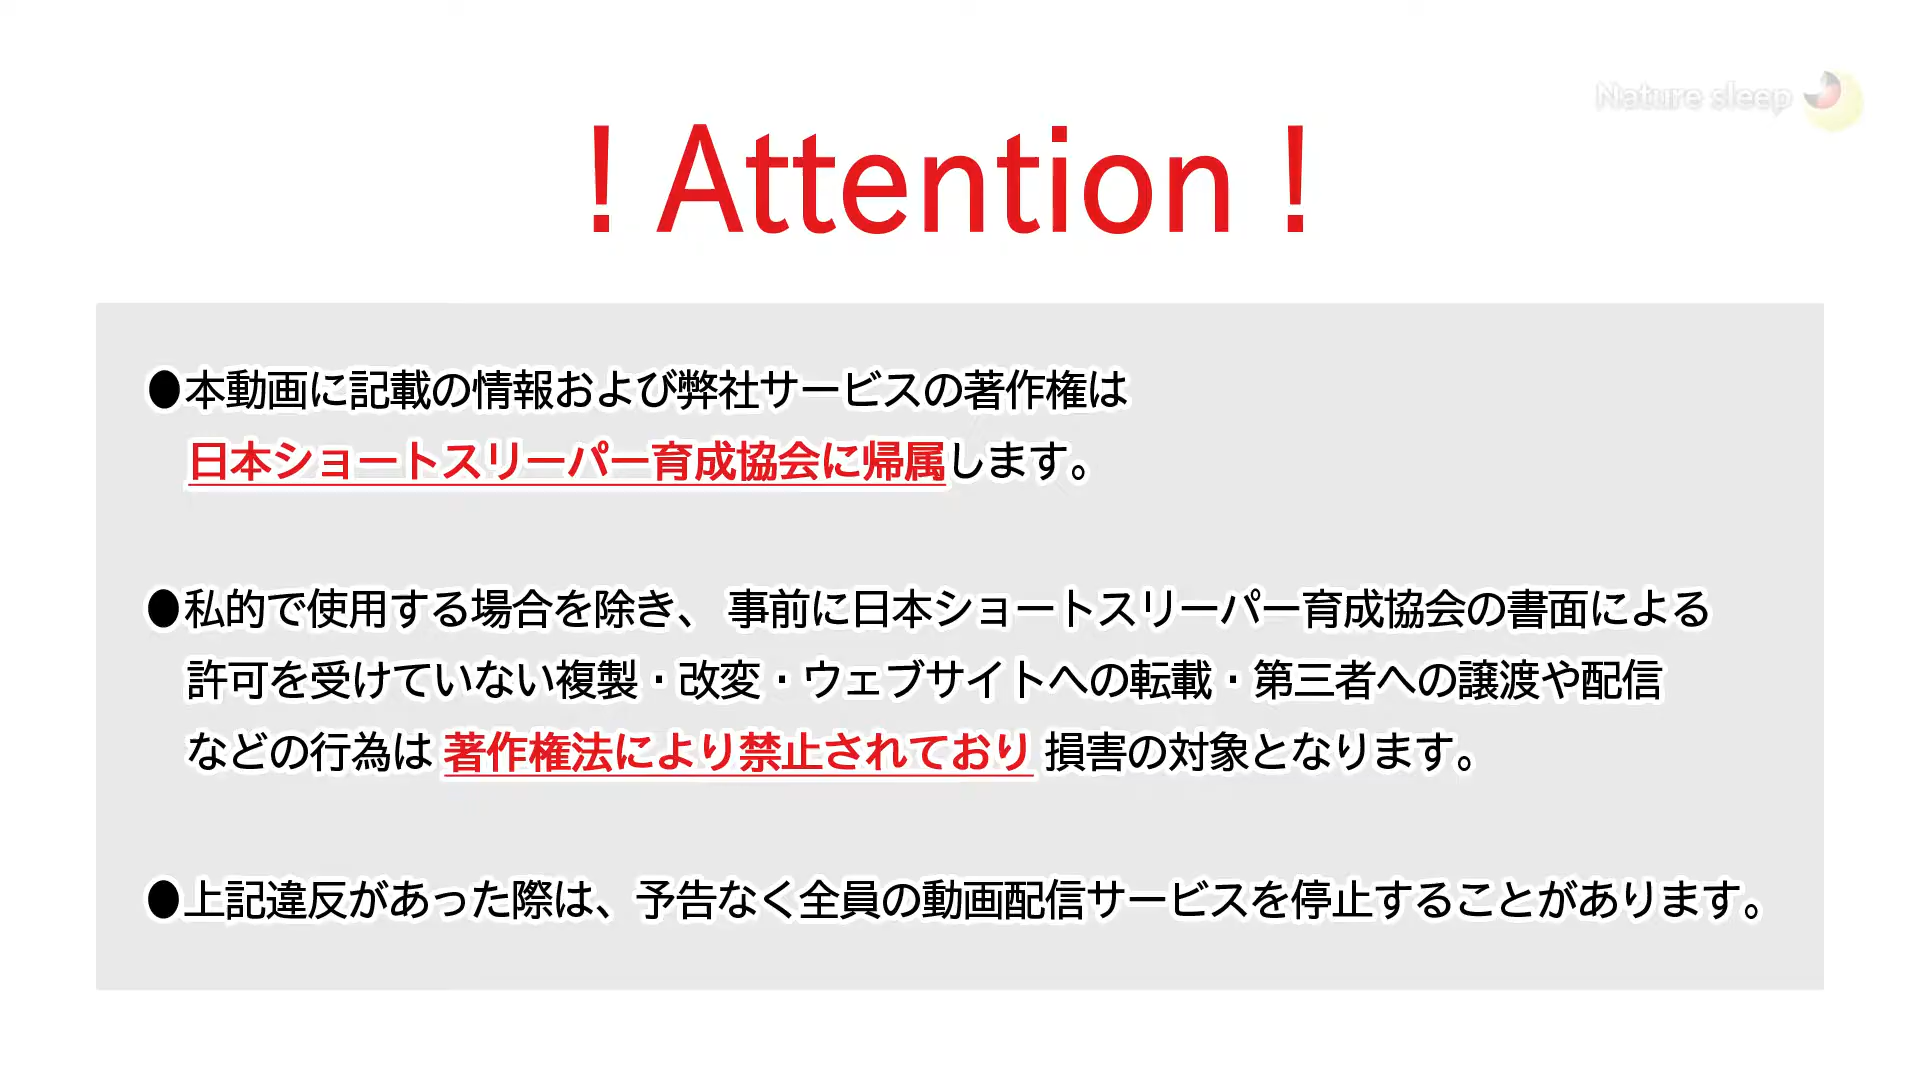 Nature sleep
! Attention !
●本動画に記載の情報および弊社サービスの著作権は
日本ショートスリーパー育成協会に帰属します。
●私的で使用する場合を除き、事前に日本ショートスリーパー育成協会の書面による
許可を受けていない複製・改変・ウェブサイトへの転載・第三者への譲渡や配信
などの行為は 著作権法により禁止されており 損害の対象となります。
●上記違反があった際は、予告なく全員の動画配信サービスを停止することがあります。